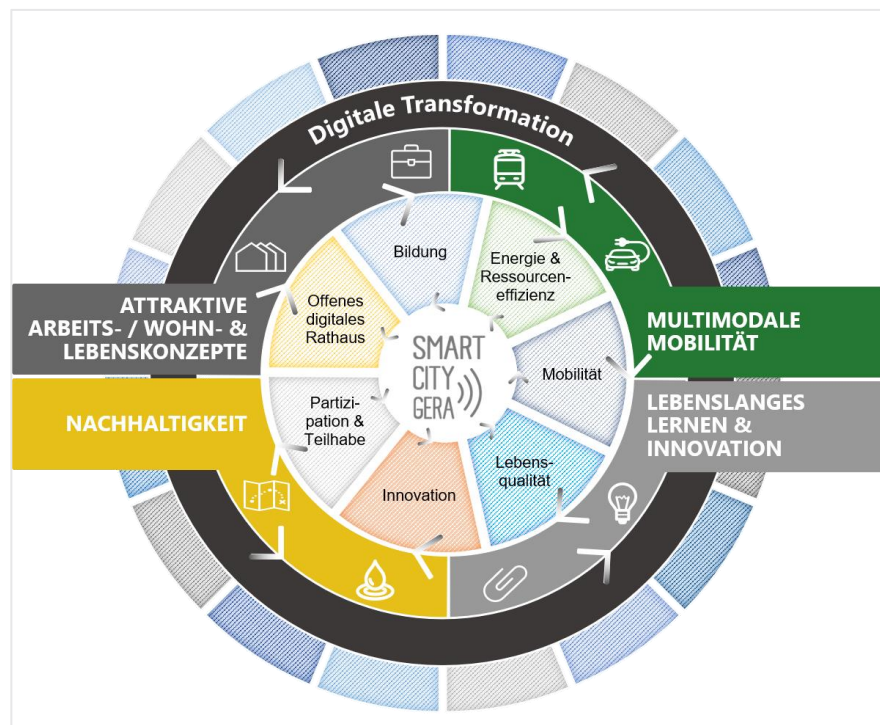 Digitale Transformation
ATTRAKTIVE
ARBEITS- / WOHN- &
LEBENSKONZEPTE
MULTIMODALE
MOBILITÄT
NACHHALTIGKEIT
LEBENSLANGES
LERNEN &
INNOVATION
Bildung
Energie &
Ressourcen-
effizienz
Mobilität
Lebens-
qualität
Innovation
Partizi-
pation &
Teilhabe
Offenes
digitales
Rathaus
SMART
CITY
GERA